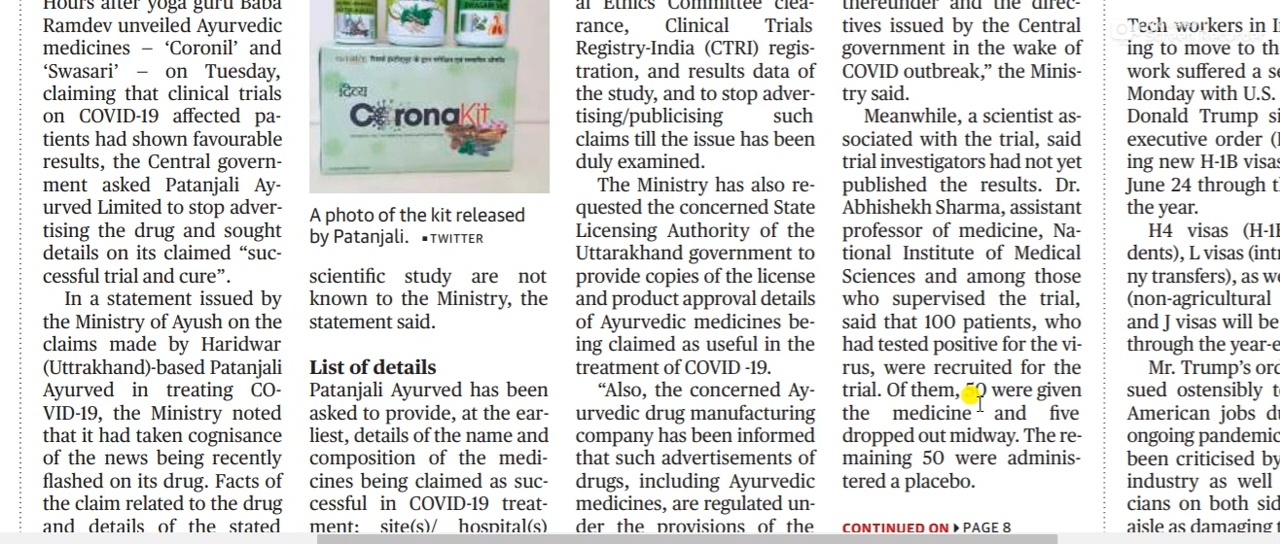 Hours after yoga guru Baba
Ramdev unveiled Ayurvedic
medicines – ‘Coronil’ and
‘Swasari’ – on Tuesday,
claiming that clinical trials
on COVID-19 affected pa-
tients had shown favourable
results, the Central govern-
ment asked Patanjali Ay-
urved Limited to stop adver-
tising the drug and sought
details on its claimed “suc-
cessful trial and cure”.
In a statement issued by
the Ministry of Ayush on the
claims made by Haridwar
(Uttrakhand)-based Patanjali
Ayurved in treating CO-
VID-19, the Ministry noted
that it had taken cognisance
of the news being recently
flashed on its drug. Facts of
the claim related to the drug
and details of the stated
दिव्य
CoronaKit
A photo of the kit released
by Patanjali. ▪TWITTER
scientific study are not
known to the Ministry, the
statement said.
List of details
Patanjali Ayurved has been
asked to provide, at the ear-
liest, details of the name and
composition of the medi-
cines being claimed as suc-
cessful in COVID-19 treat-
ment; site(s)/ hospital(s)
al Ethics Committee clea-
rance, Clinical Trials
Registry-India (CTRI) regis-
tration, and results data of
the study, and to stop adver-
tising/publicising such
claims till the issue has been
duly examined.
The Ministry has also re-
quested the concerned State
Licensing Authority of the
Uttarakhand government to
provide copies of the license
and product approval details
of Ayurvedic medicines be-
ing claimed as useful in the
treatment of COVID -19.
“Also, the concerned Ay-
urvedic drug manufacturing
company has been informed
that such advertisements of
drugs, including Ayurvedic
medicines, are regulated un-
der the provisions of the
thereunder and the direc-
tives issued by the Central
government in the wake of
COVID outbreak,” the Minis-
try said.
Meanwhile, a scientist as-
sociated with the trial, said
trial investigators had not yet
published the results. Dr.
Abhishekh Sharma, assistant
professor of medicine, Na-
tional Institute of Medical
Sciences and among those
who supervised the trial,
said that 100 patients, who
had tested positive for the vi-
rus, were recruited for the
trial. Of them, 50 were given
the medicine and five
dropped out midway. The re-
maining 50 were adminis-
tered a placebo.
CONTINUED ON ▸ PAGE 8
Tech workers in
ing to move to th
work suffered a se
Monday with U.S.
Donald Trump si
executive order (
ing new H-1B visas
June 24 through t
the year.
H4 visas (H-1B
dents), L visas (int
ny transfers), as we
(non-agricultural
and J visas will be
through the year-e
Mr. Trump’s ord
sued ostensibly t
American jobs du
ongoing pandemic
been criticised by
industry as well
cians on both sid
aisle as damaging t